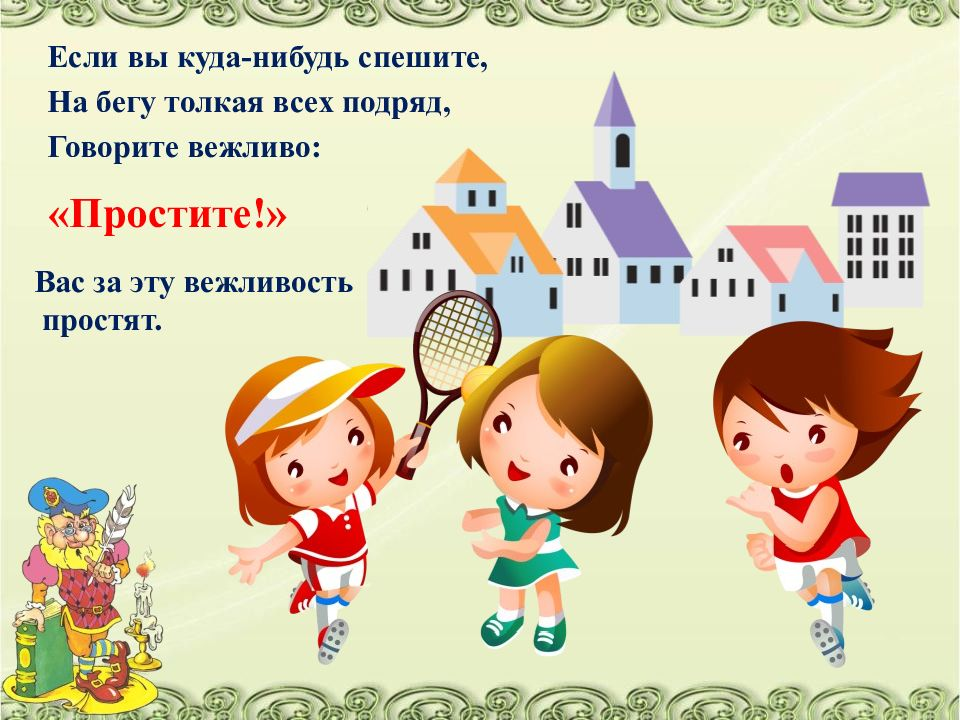 Если вы куда-нибудь спешите,
На бегу толкая всех подряд,
Говорите вежливо:
«Простите!»
Вас за эту вежливость
простят.